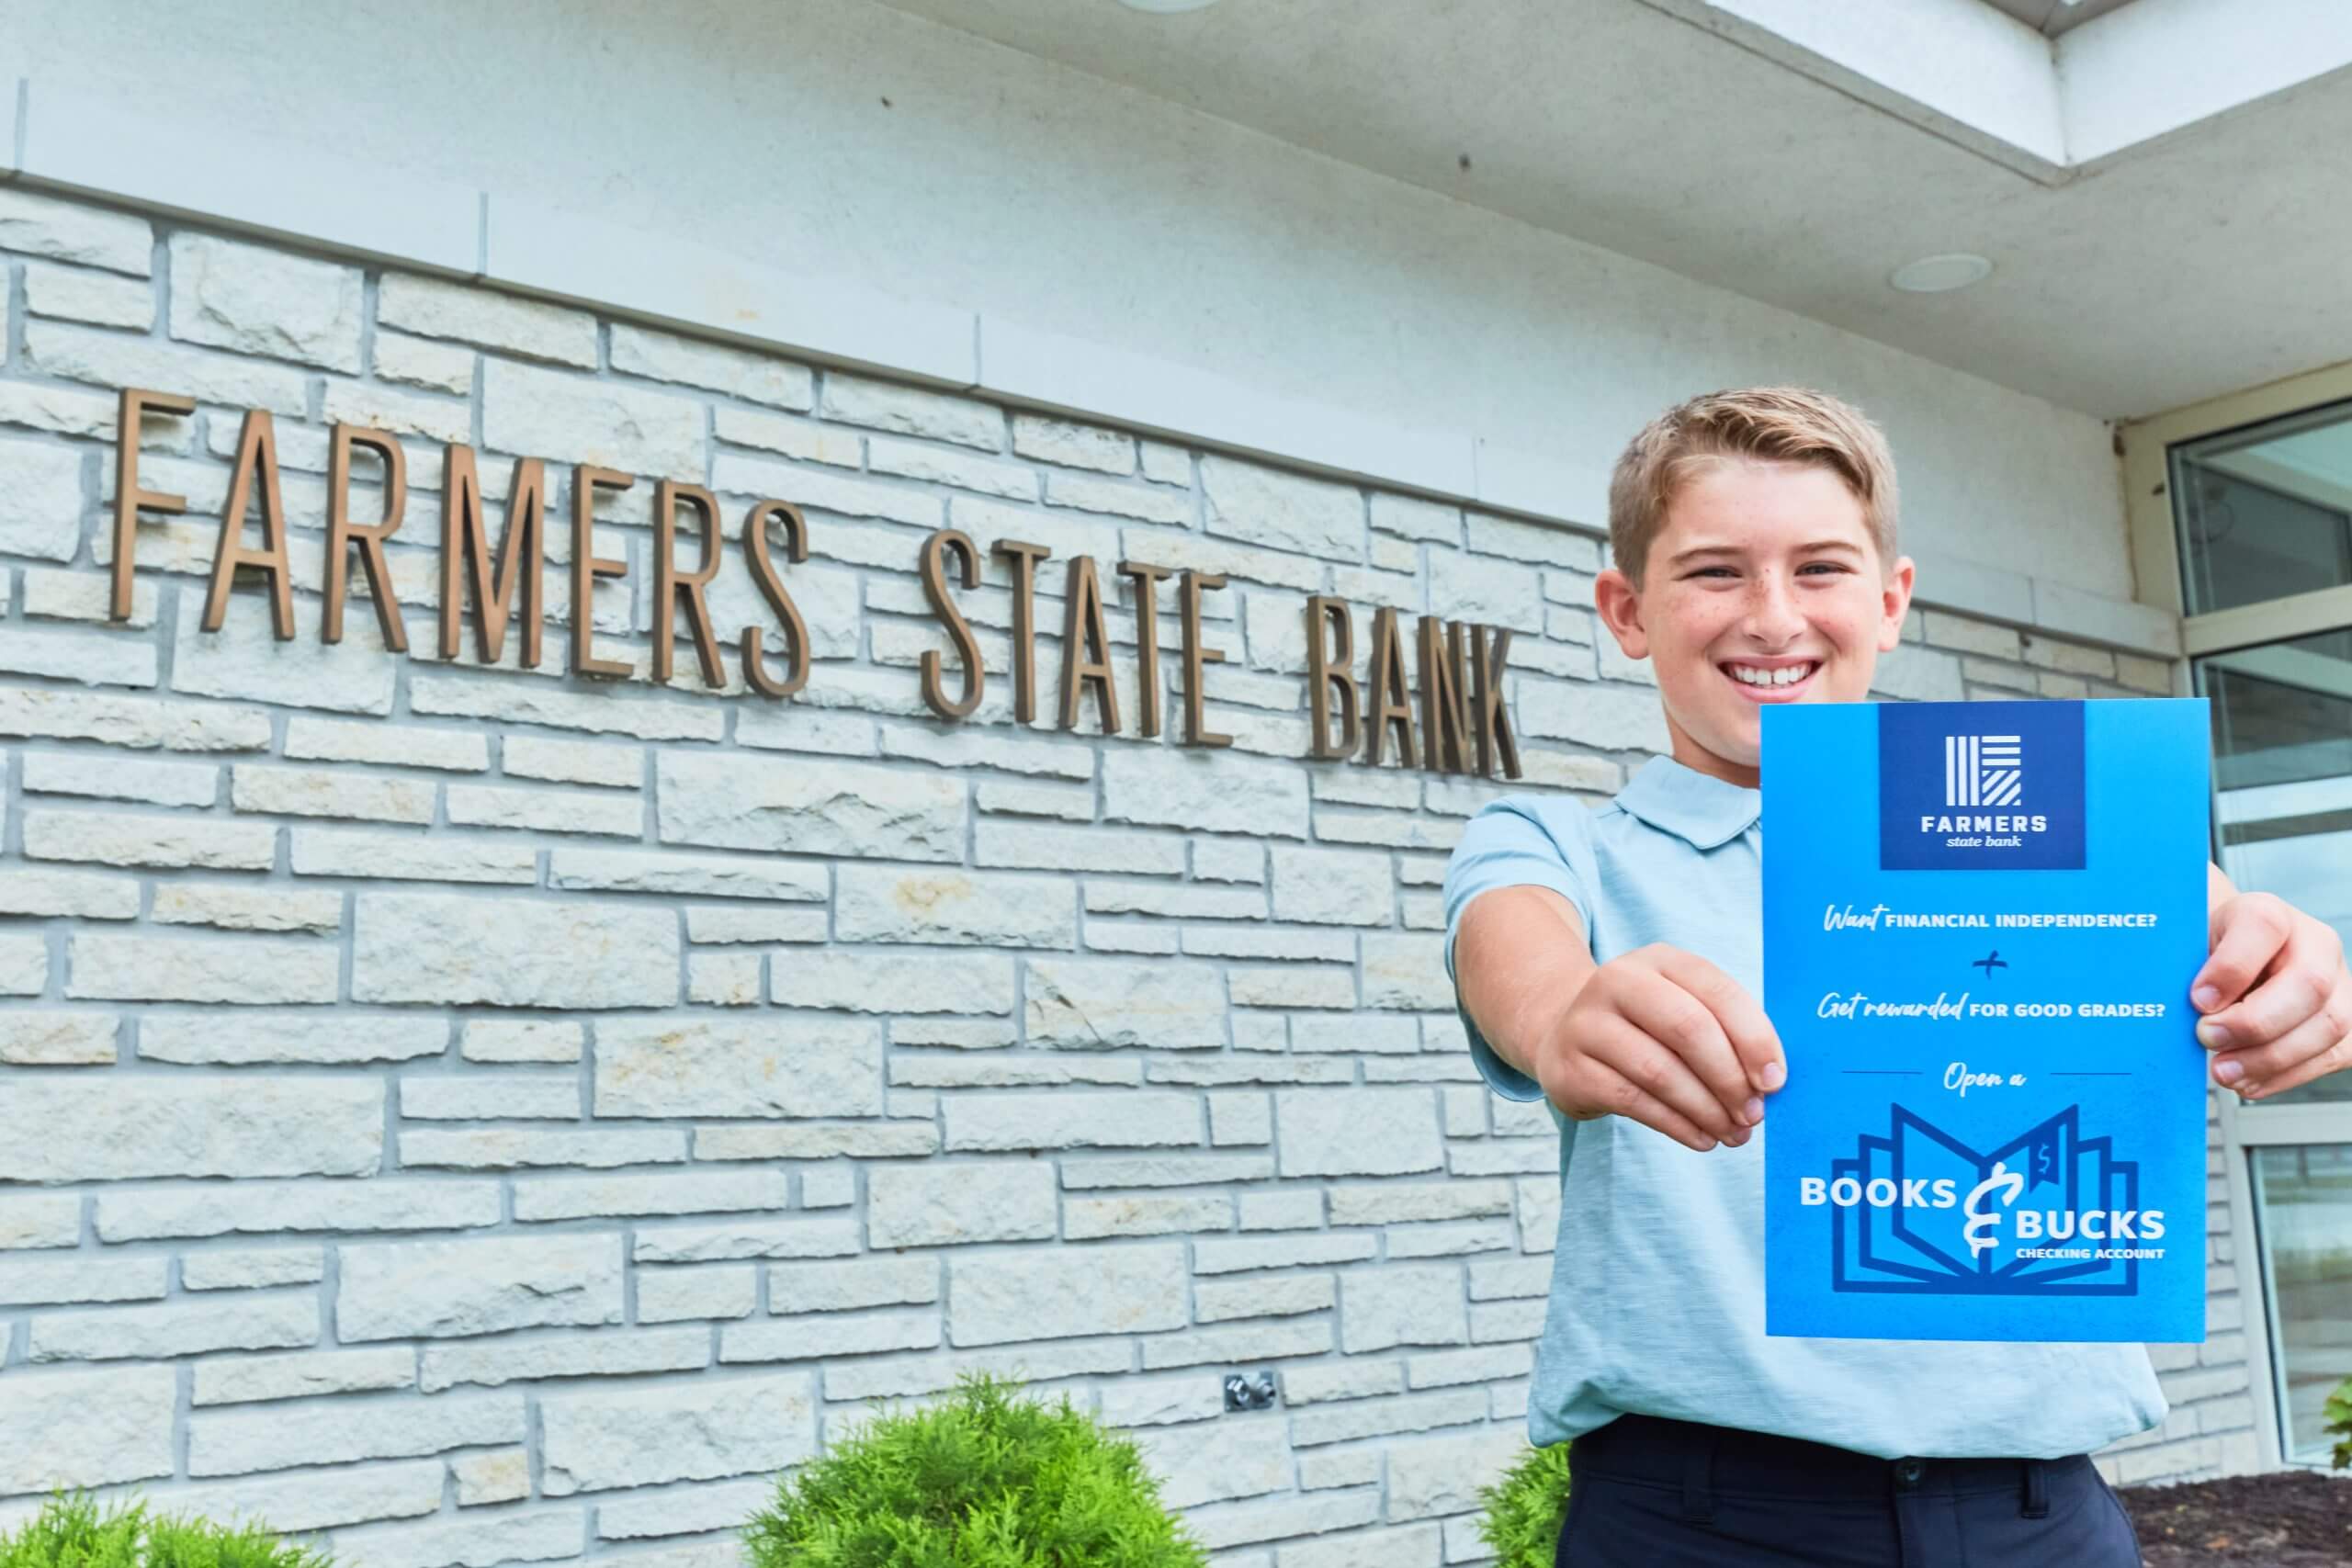 FARMERS STATE BANK
FARMERS
state bank
Want FINANCIAL INDEPENDENCE?
+
Get rewarded FOR GOOD GRADES?
Open a
$
BOOKS &
BUCKS
CHECKING ACCOUNT